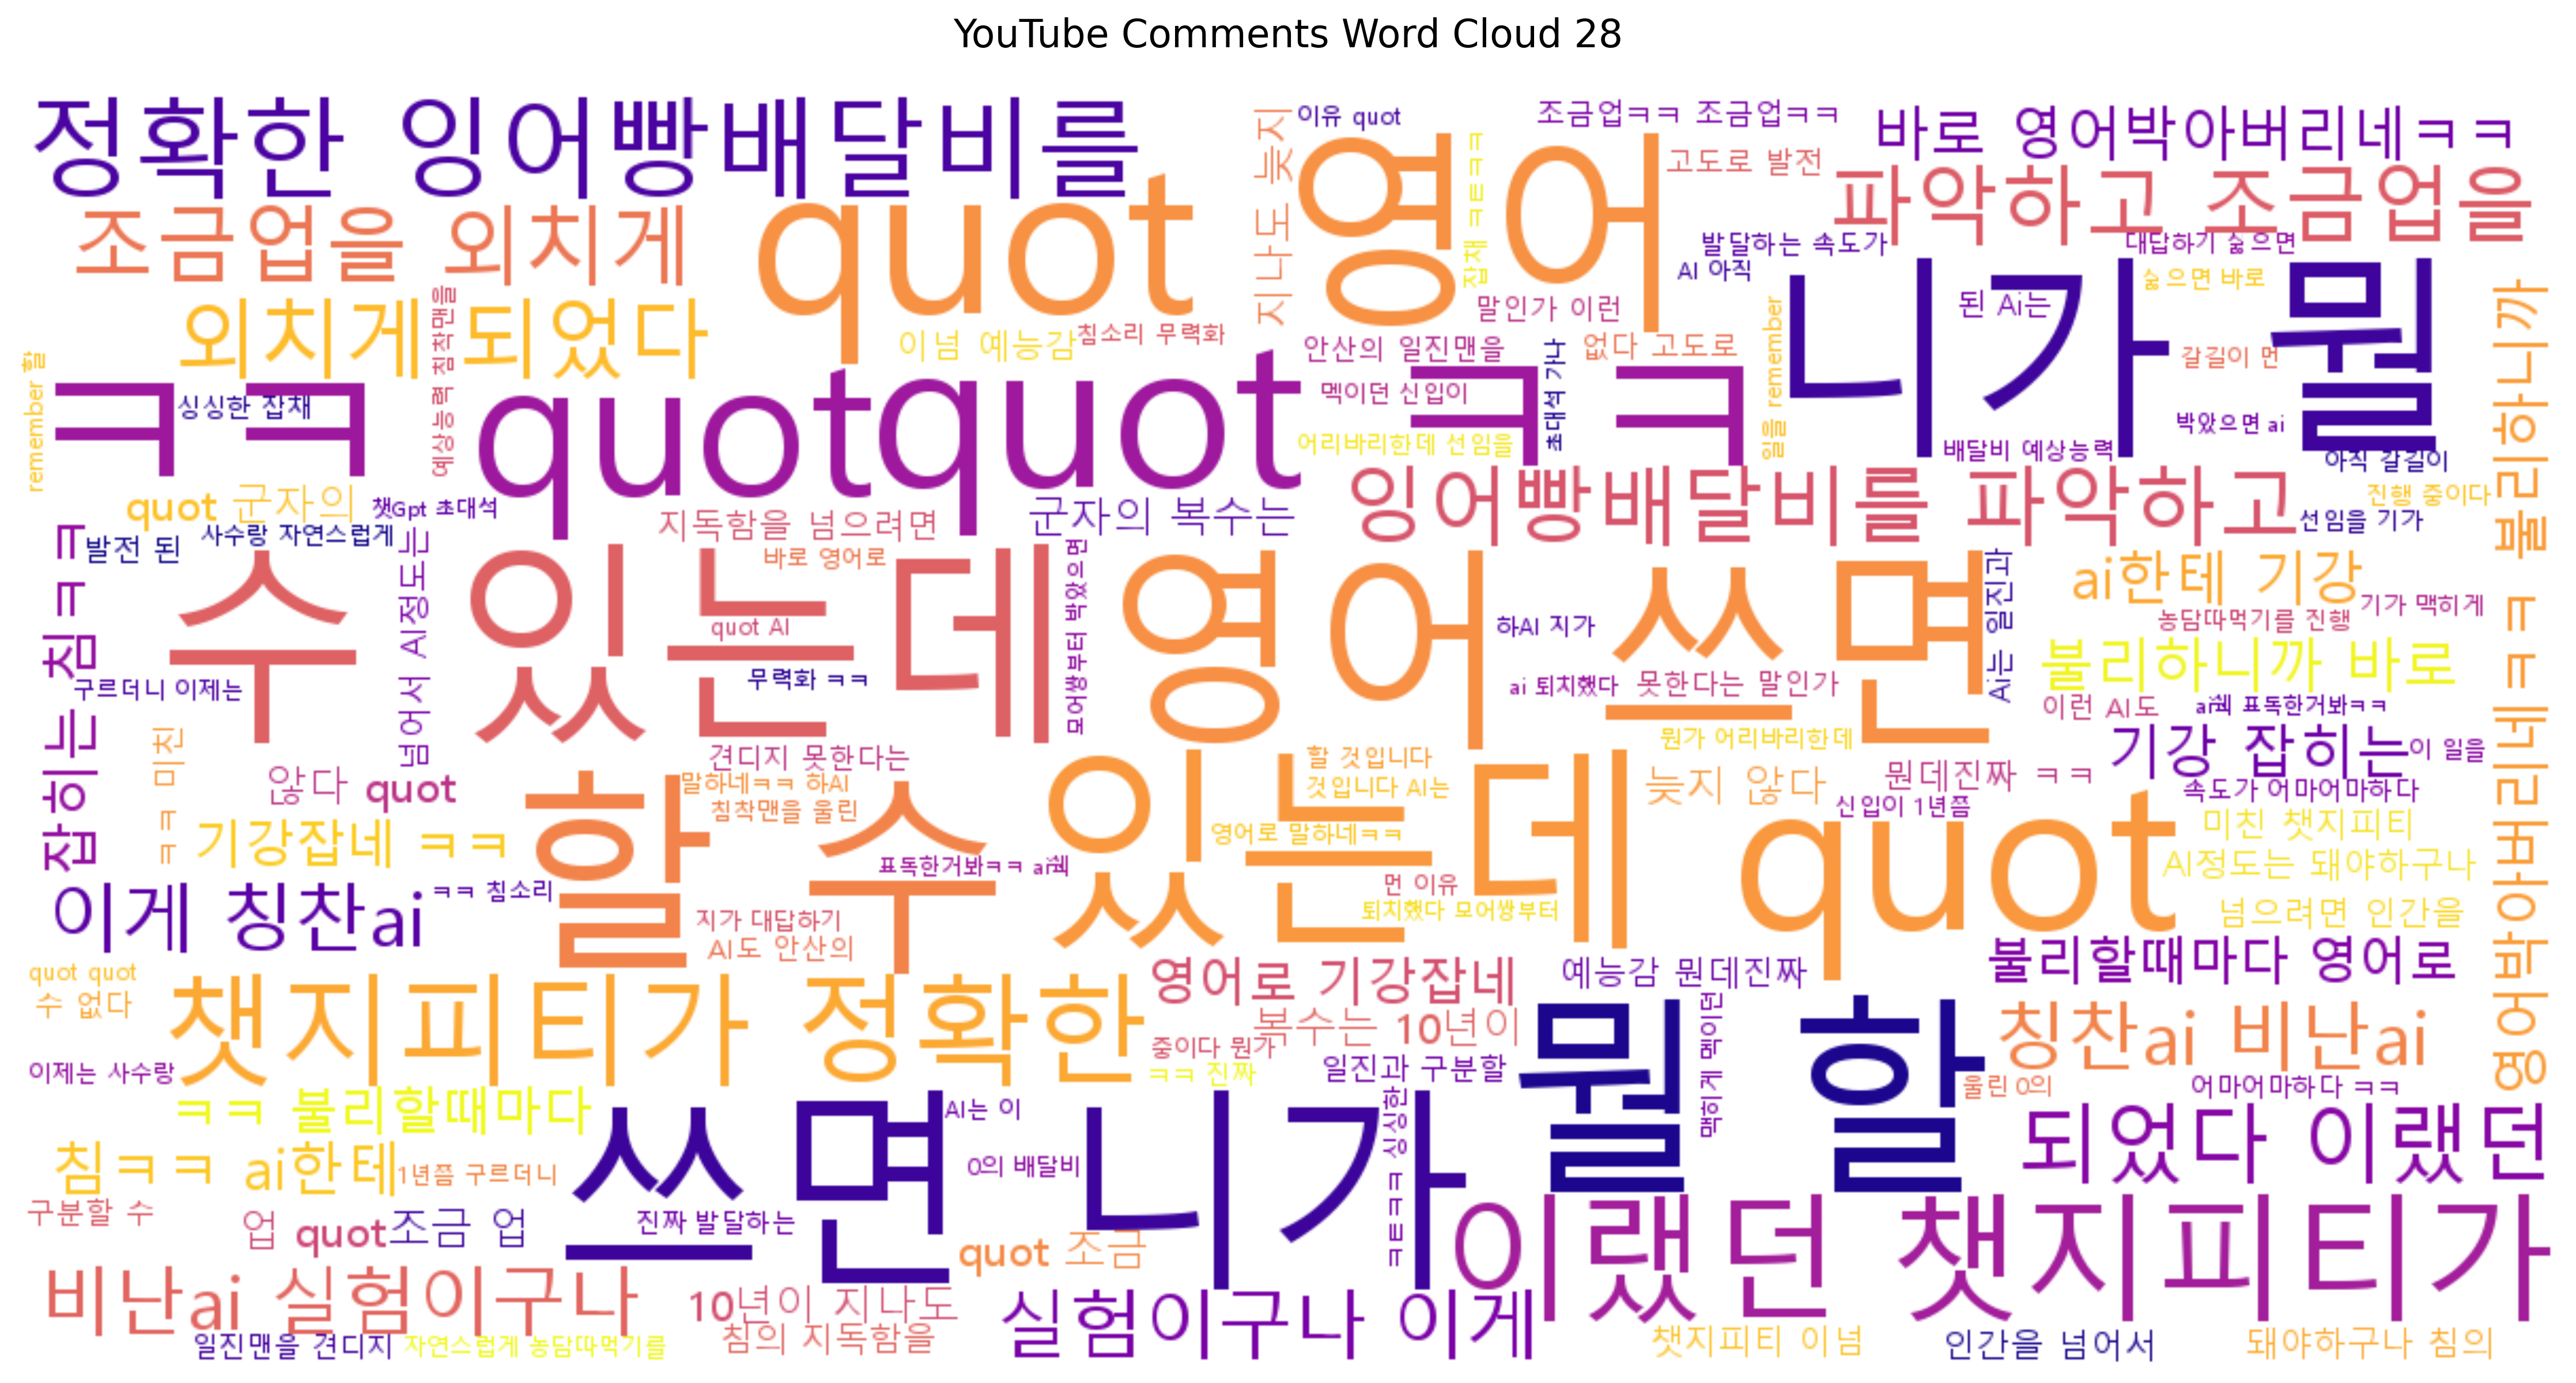 YouTube Comments Word Cloud 28
정확한 잉어빵배달비를
이유 quot
조금업ㅋㅋ 조금업ㅋㅋ
바로 영어박아버리네ㅋㅋ
지나도 늦지
영어
잡채 ㅋㅌㅋㅋ
고도로 발전
파악하고 조금업을
조금업을 외치게
quot
발달하는 속도가
대답하기 싫으면
AI 아직
싫으면 바로
니가 뭘
된 Ai는
말인가 이런
외치게 되었다
예상능력 침착맨을
이넘 예능감
침소리 무력화
안산의 일진맨을
초대석 가나
없다 고도로
일을 remember
갈길이 먼
불리하니까
remember 할
ㅋㅋ
싱싱한 잡채
quotquot ㅋㅋ
멕이던 신입이
박았으면 ai
어리바리한데 선임을
배달비 예상능력
아직 갈길이
quot 군자의
챗Gpt 초대석
잉어빵배달비를 파악하고
진행 중이다
지독함을 넘으려면
군자의 복수는
선임을 기가
발전 된
사수랑 자연스럽게
잡히는 침ㅋㅋ
넘어서 AI정도는
바로 영어로
모어쌍부터 박았으면
Ai는 일진과
ai한테 기강
기가 맥히게
수 있는데
영어 쓰면
quot AI
하AI 지가
농담따먹기를 진행
영어박아버리네ㅋㅋ 불리하니까
불리하니까 바로
구르더니 이제는
무력화 ㅋㅋ
ai 퇴치했다
못한다는 말인가
이런 AI도
ai쉑 표독한거봐ㅋㅋ
ㅋㅋ 미친
뭔가 어리바리한데
기강 잡히는
이 일을
견디지 못한다는
할 것입니다
않다 quot
말하네ㅋㅋ 하AI
것입니다 AI는
늦지 않다
뭔데진짜 ㅋㅋ
속도가 어마어마하다
침착맨을 울린
할수 있는데 quot
신입이 1년쯤
기강잡네 ㅋㅋ
영어로 말하네ㅋㅋ
미친 챗지피티
표독한거봐ㅋㅋ ai쉑
AI정도는 돼야하구나
이게 칭찬ai
ㅋㅋ 침소리
먼 이유
지가 대답하기
퇴치했다 모어쌍부터
넘으려면 인간을
AI도 안산의
quot quot
수 없다
챗지피티가 정확한
영어로 기강잡네
예능감 뭔데진짜
불리할때마다 영어로
복수는 10년이
뭘 할
맥히게 멕이던
칭찬ai 비난ai
중이다 뭔가
이제는 사수랑
ㅋㅋ 진짜
일진과 구분할
울린 0의
어마어마하다 ㅋㅋ
ㅋㅋ 불리할때마다
쓰면 니가
AI는 이
ㅋㅌㅋㅋ 싱싱한
되었다 이랬던
침ㅋㅋ ai한테
1년쯤 구르더니
0의 배달비
구분할 수
업 quot
조금 업
진짜 발달하는
quot 조금
이랬던 챗지피티가
비난ai 실험이구나
10년이 지나도
실험이구나 이게
침의 지독함을
일진맨을 견디지
자연스럽게 농담따먹기를
챗지피티 이넘
인간을 넘어서
돼야하구나 침의